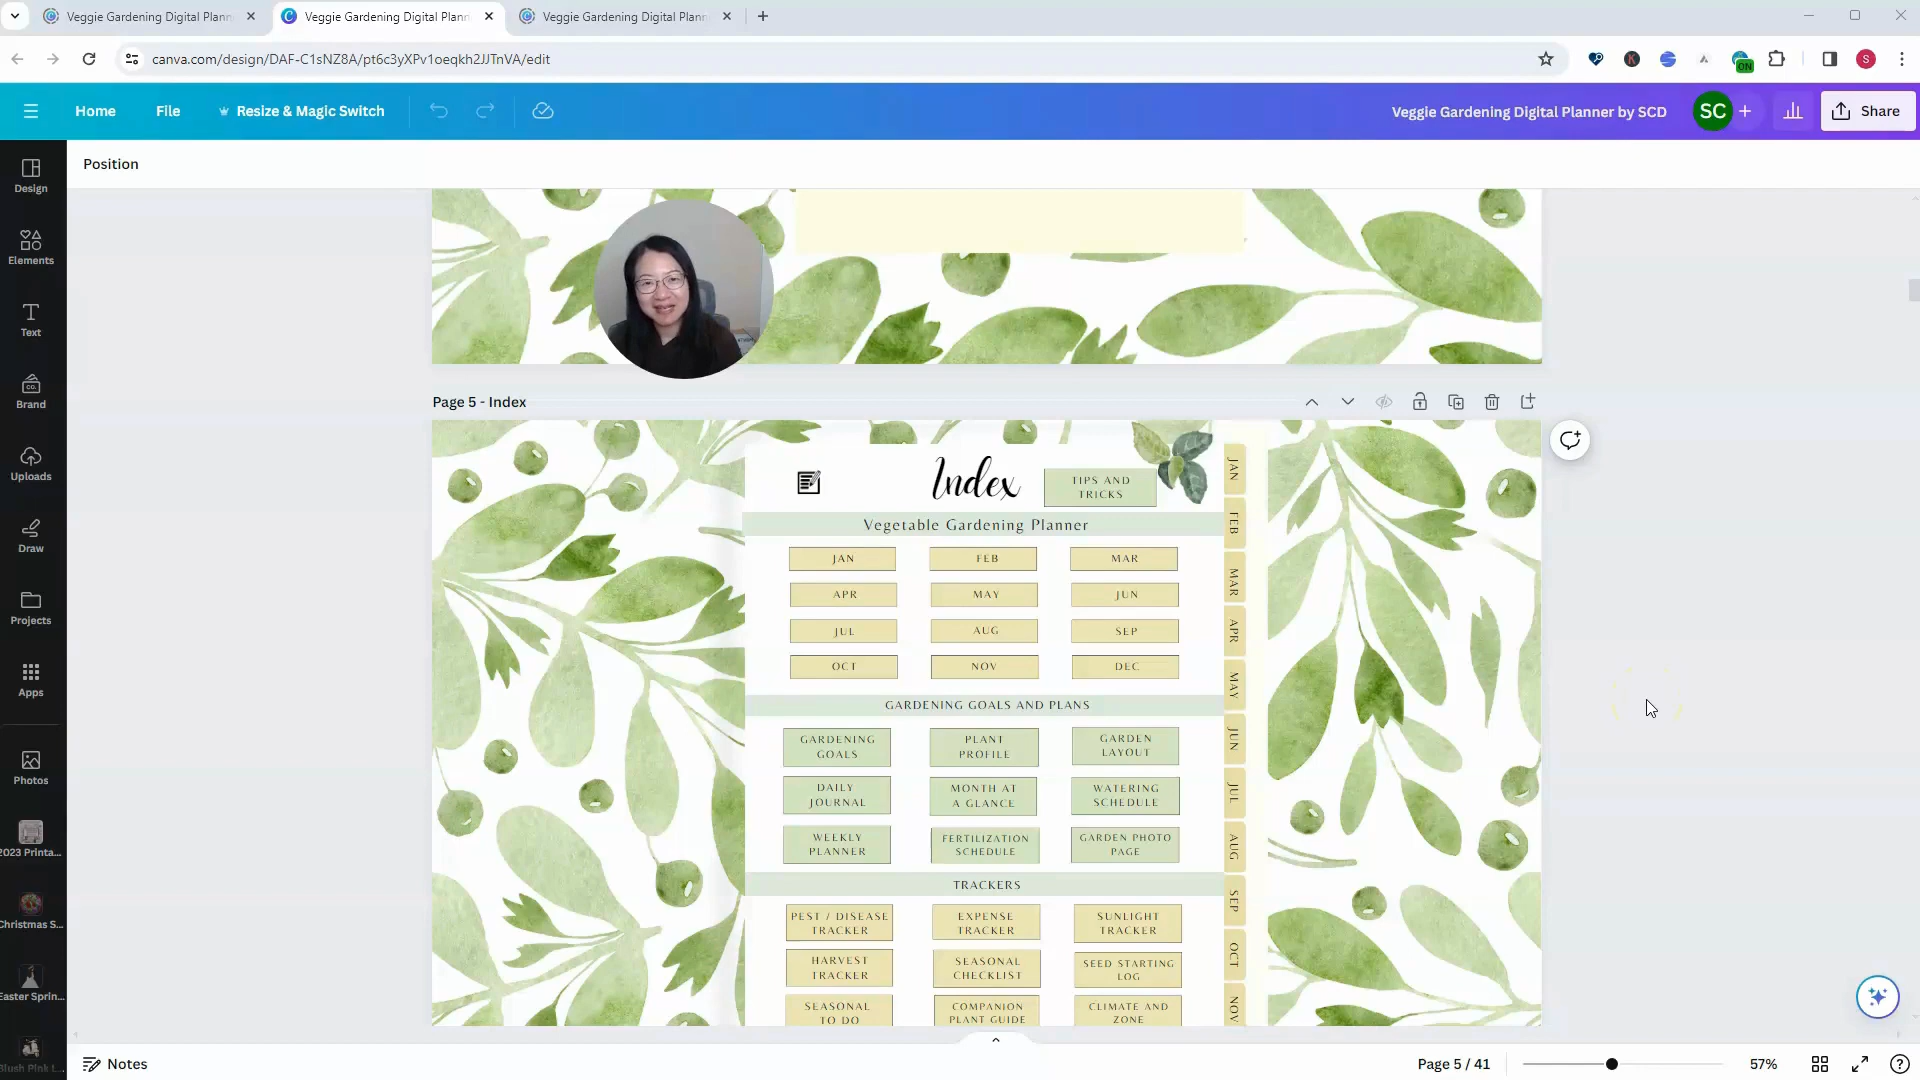 Veggie Gardening Digital Plann
Veggie Gardening Digital Plann
Veggie Gardening Digital Plann
canva.com/design/DAF-C1sNZ8A/pt6c3yXPv1oeqkh2JJTnVA/edit
ON
K
S
Home
File
Resize & Magic Switch
Veggie Gardening Digital Planner by SCD
SC
Share
Position
Design
Elements
Text
CO.
Brand
Uploads
Draw
Projects
Apps
Photos
2023 Printa...
Christmas S...
Easter Sprin...
Blush Pink L...
Page 5 - Index
Index
TIPS AND
TRICKS
Vegetable Gardening Planner
JAN
FEB
MAR
APR
MAY
JUN
JUL
AUG
SEP
OCT
NOV
DEC
GARDENING GOALS AND PLANS
GARDENING
GOALS
PLANT
PROFILE
GARDEN
LAYOUT
DAILY
JOURNAL
MONTH AT
A GLANCE
WATERING
SCHEDULE
WEEKLY
PLANNER
FERTILIZATION
SCHEDULE
GARDEN PHOTO
PAGE
TRACKERS
PEST / DISEASE
TRACKER
EXPENSE
TRACKER
SUNLIGHT
TRACKER
HARVEST
TRACKER
SEASONAL
CHECKLIST
SEED STARTING
LOG
SEASONAL
TO DO
COMPANION
PLANT GUIDE
CLIMATE AND
ZONE
JAN
FEB
MAR
APR
MAY
JUN
JUL
AUG
SEP
OCT
NOV
Notes
Page 5 / 41
57%